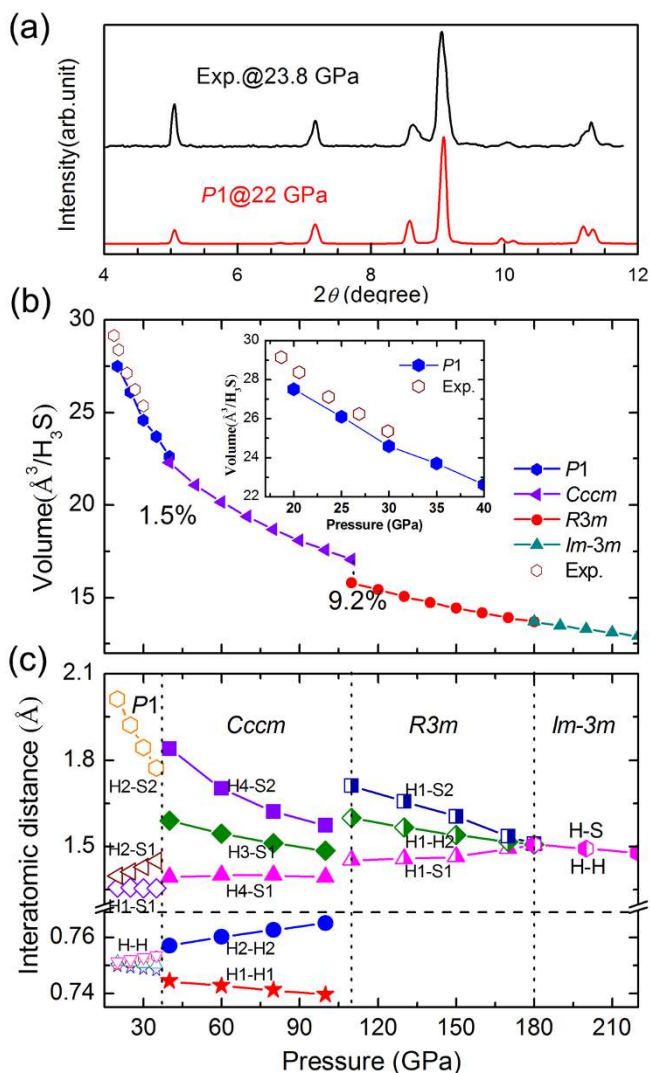 (a)
Exp.@23.8 GPa
P1@22 GPa
Intensity(arb.unit)
4 6 8 10 12
2θ (degree)
(b)
30
25
20
15
Volume(Å³/H₃S)
1.5%
9.2%
30
28
26
24
22
Volume(Å³/H₃S)
P1
Exp.
20 25 30 35 40
Pressure (GPa)
P1
Cccm
R3m
Im-3m
Exp.
(c)
2.1
1.8
1.5
0.76
0.74
Interatomic distance (Å)
P1
Cccm
R3m
Im-3m
H2-S2
H4-S2
H1-S2
H2-S1
H3-S1
H1-H2
H-S
H1-S1
H4-S1
H1-S1
H-H
H-H
H2-H2
H1-H1
30 60 90 120 150 180 210
Pressure (GPa)